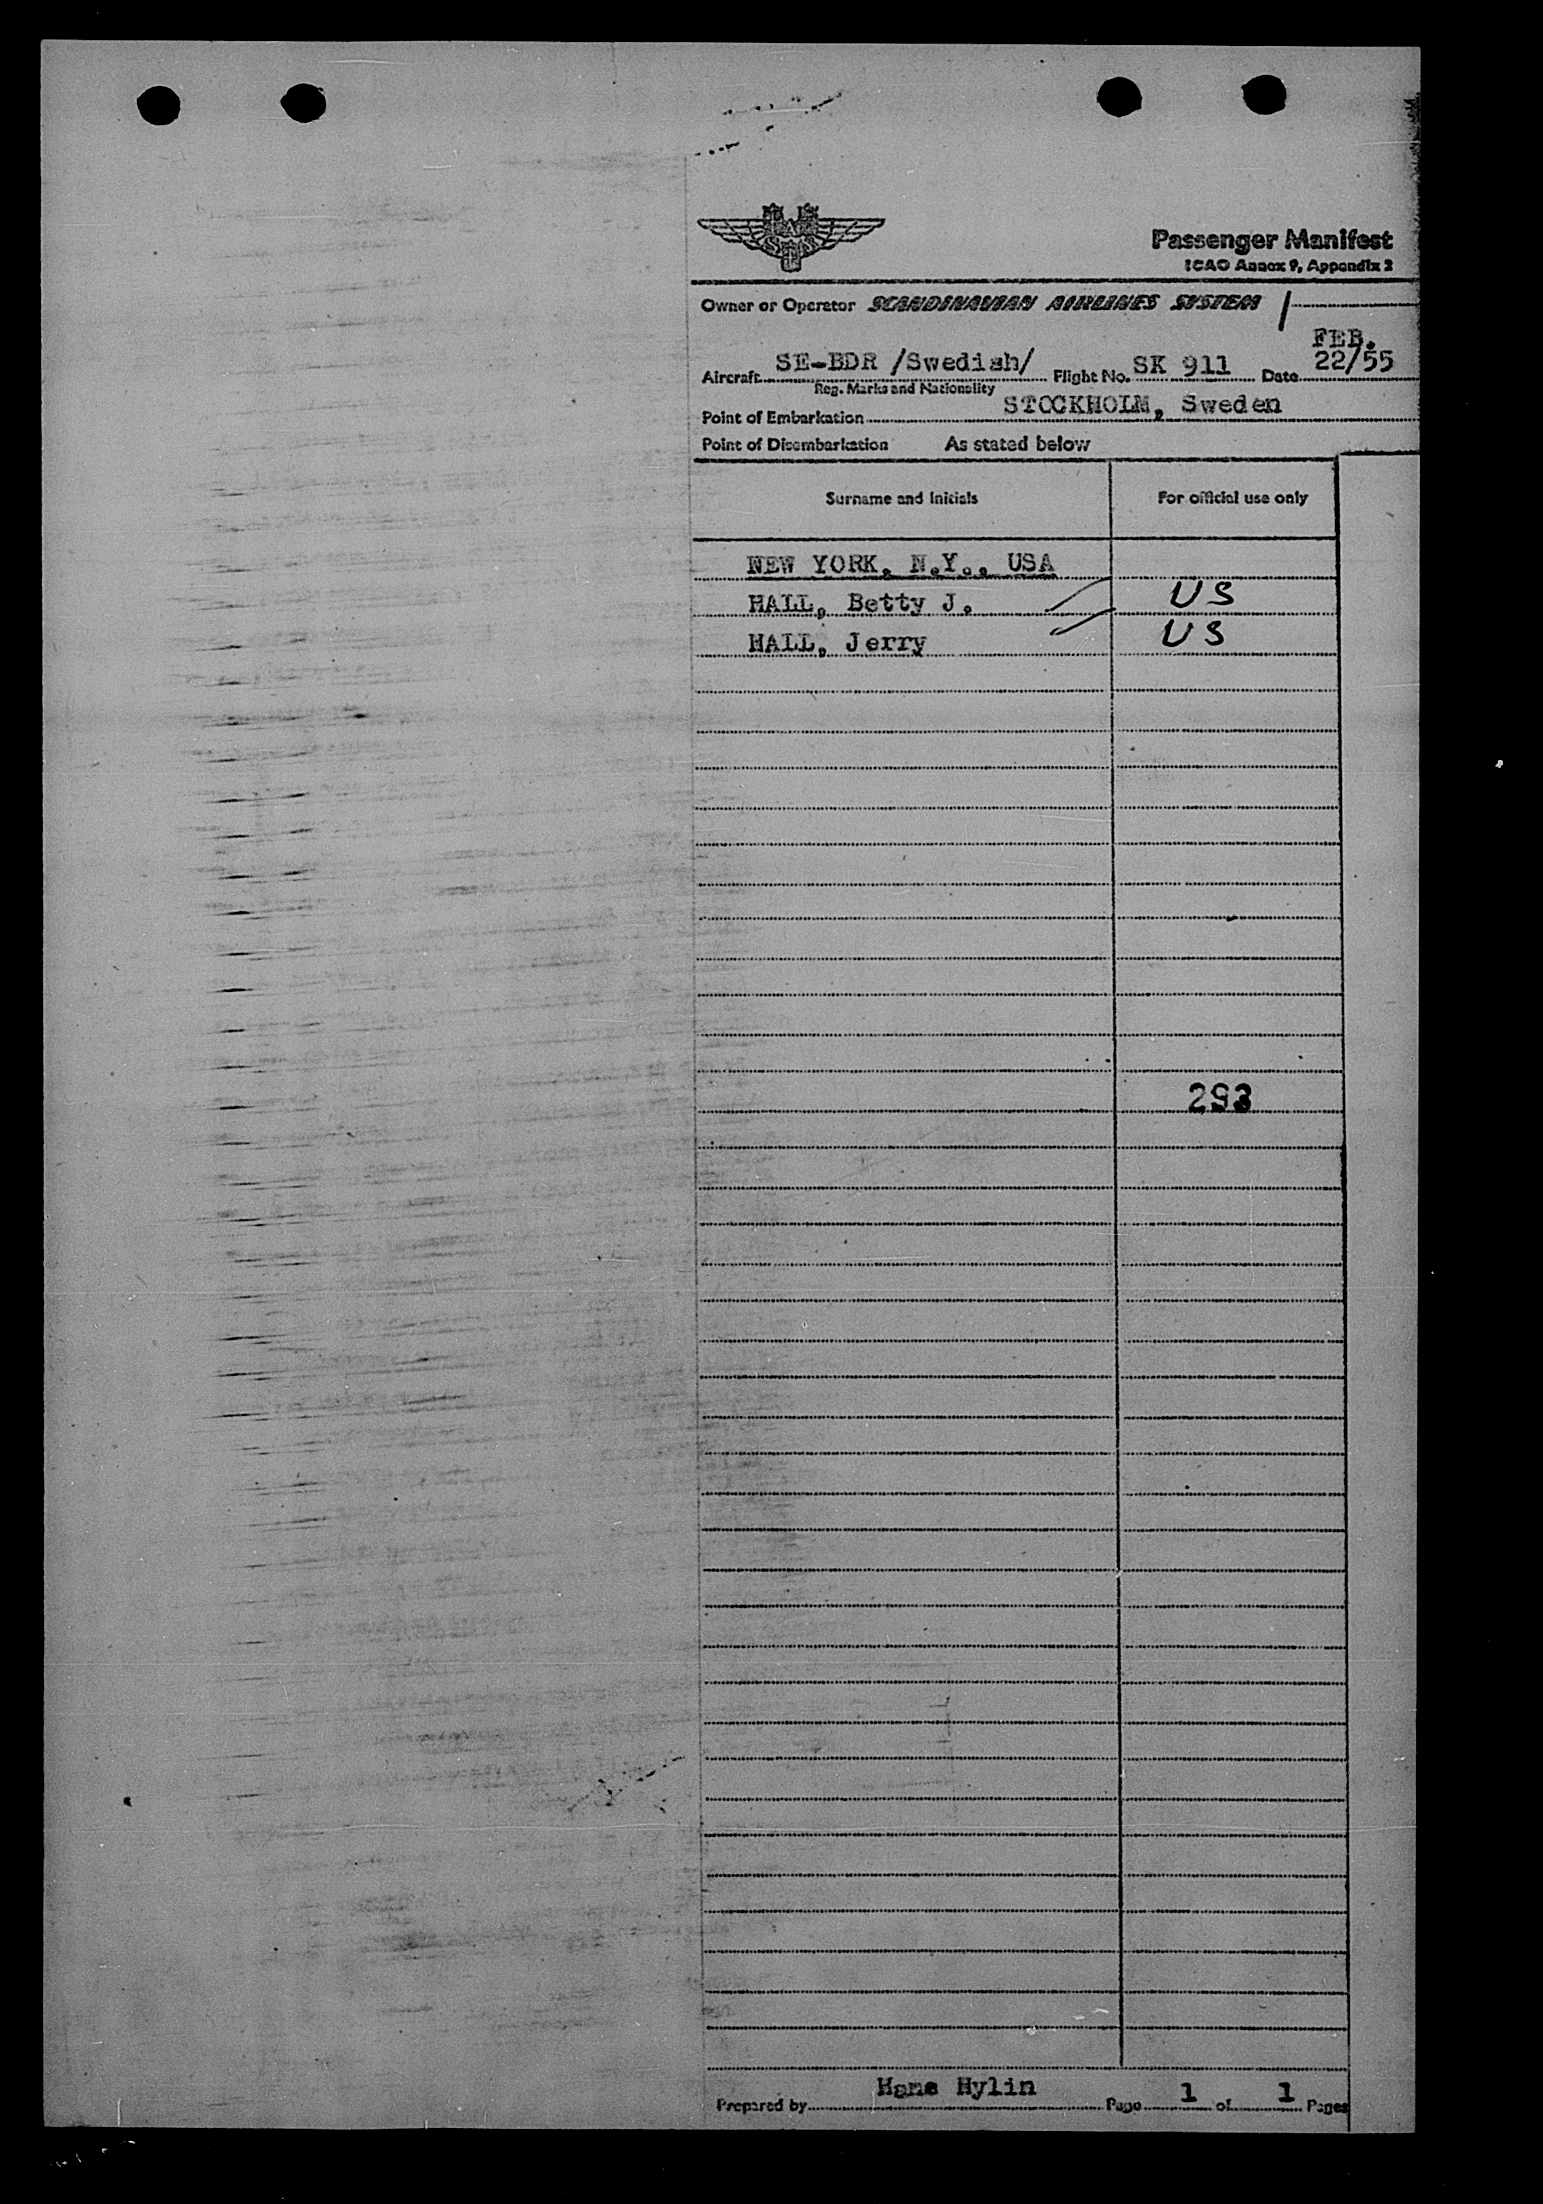 SAS
Passenger Manifest
ICAO Annex 9, Appendix 2
Owner or Operator SCANDINAVIAN AIRLINES SYSTEM
FEB.
Aircraft SE-BDR /Swedish/ Flight No. SK 911 Date 22/55
Reg. Marks and Nationality
Point of Embarkation STOCKHOLM, Sweden
Point of Disembarkation As stated below
Surname and Initials For official use only
NEW YORK, N.Y., USA
HALL, Betty J. US
HALL, Jerry US
293
Prepared by Hans Hylin Page 1 of 1 Pages